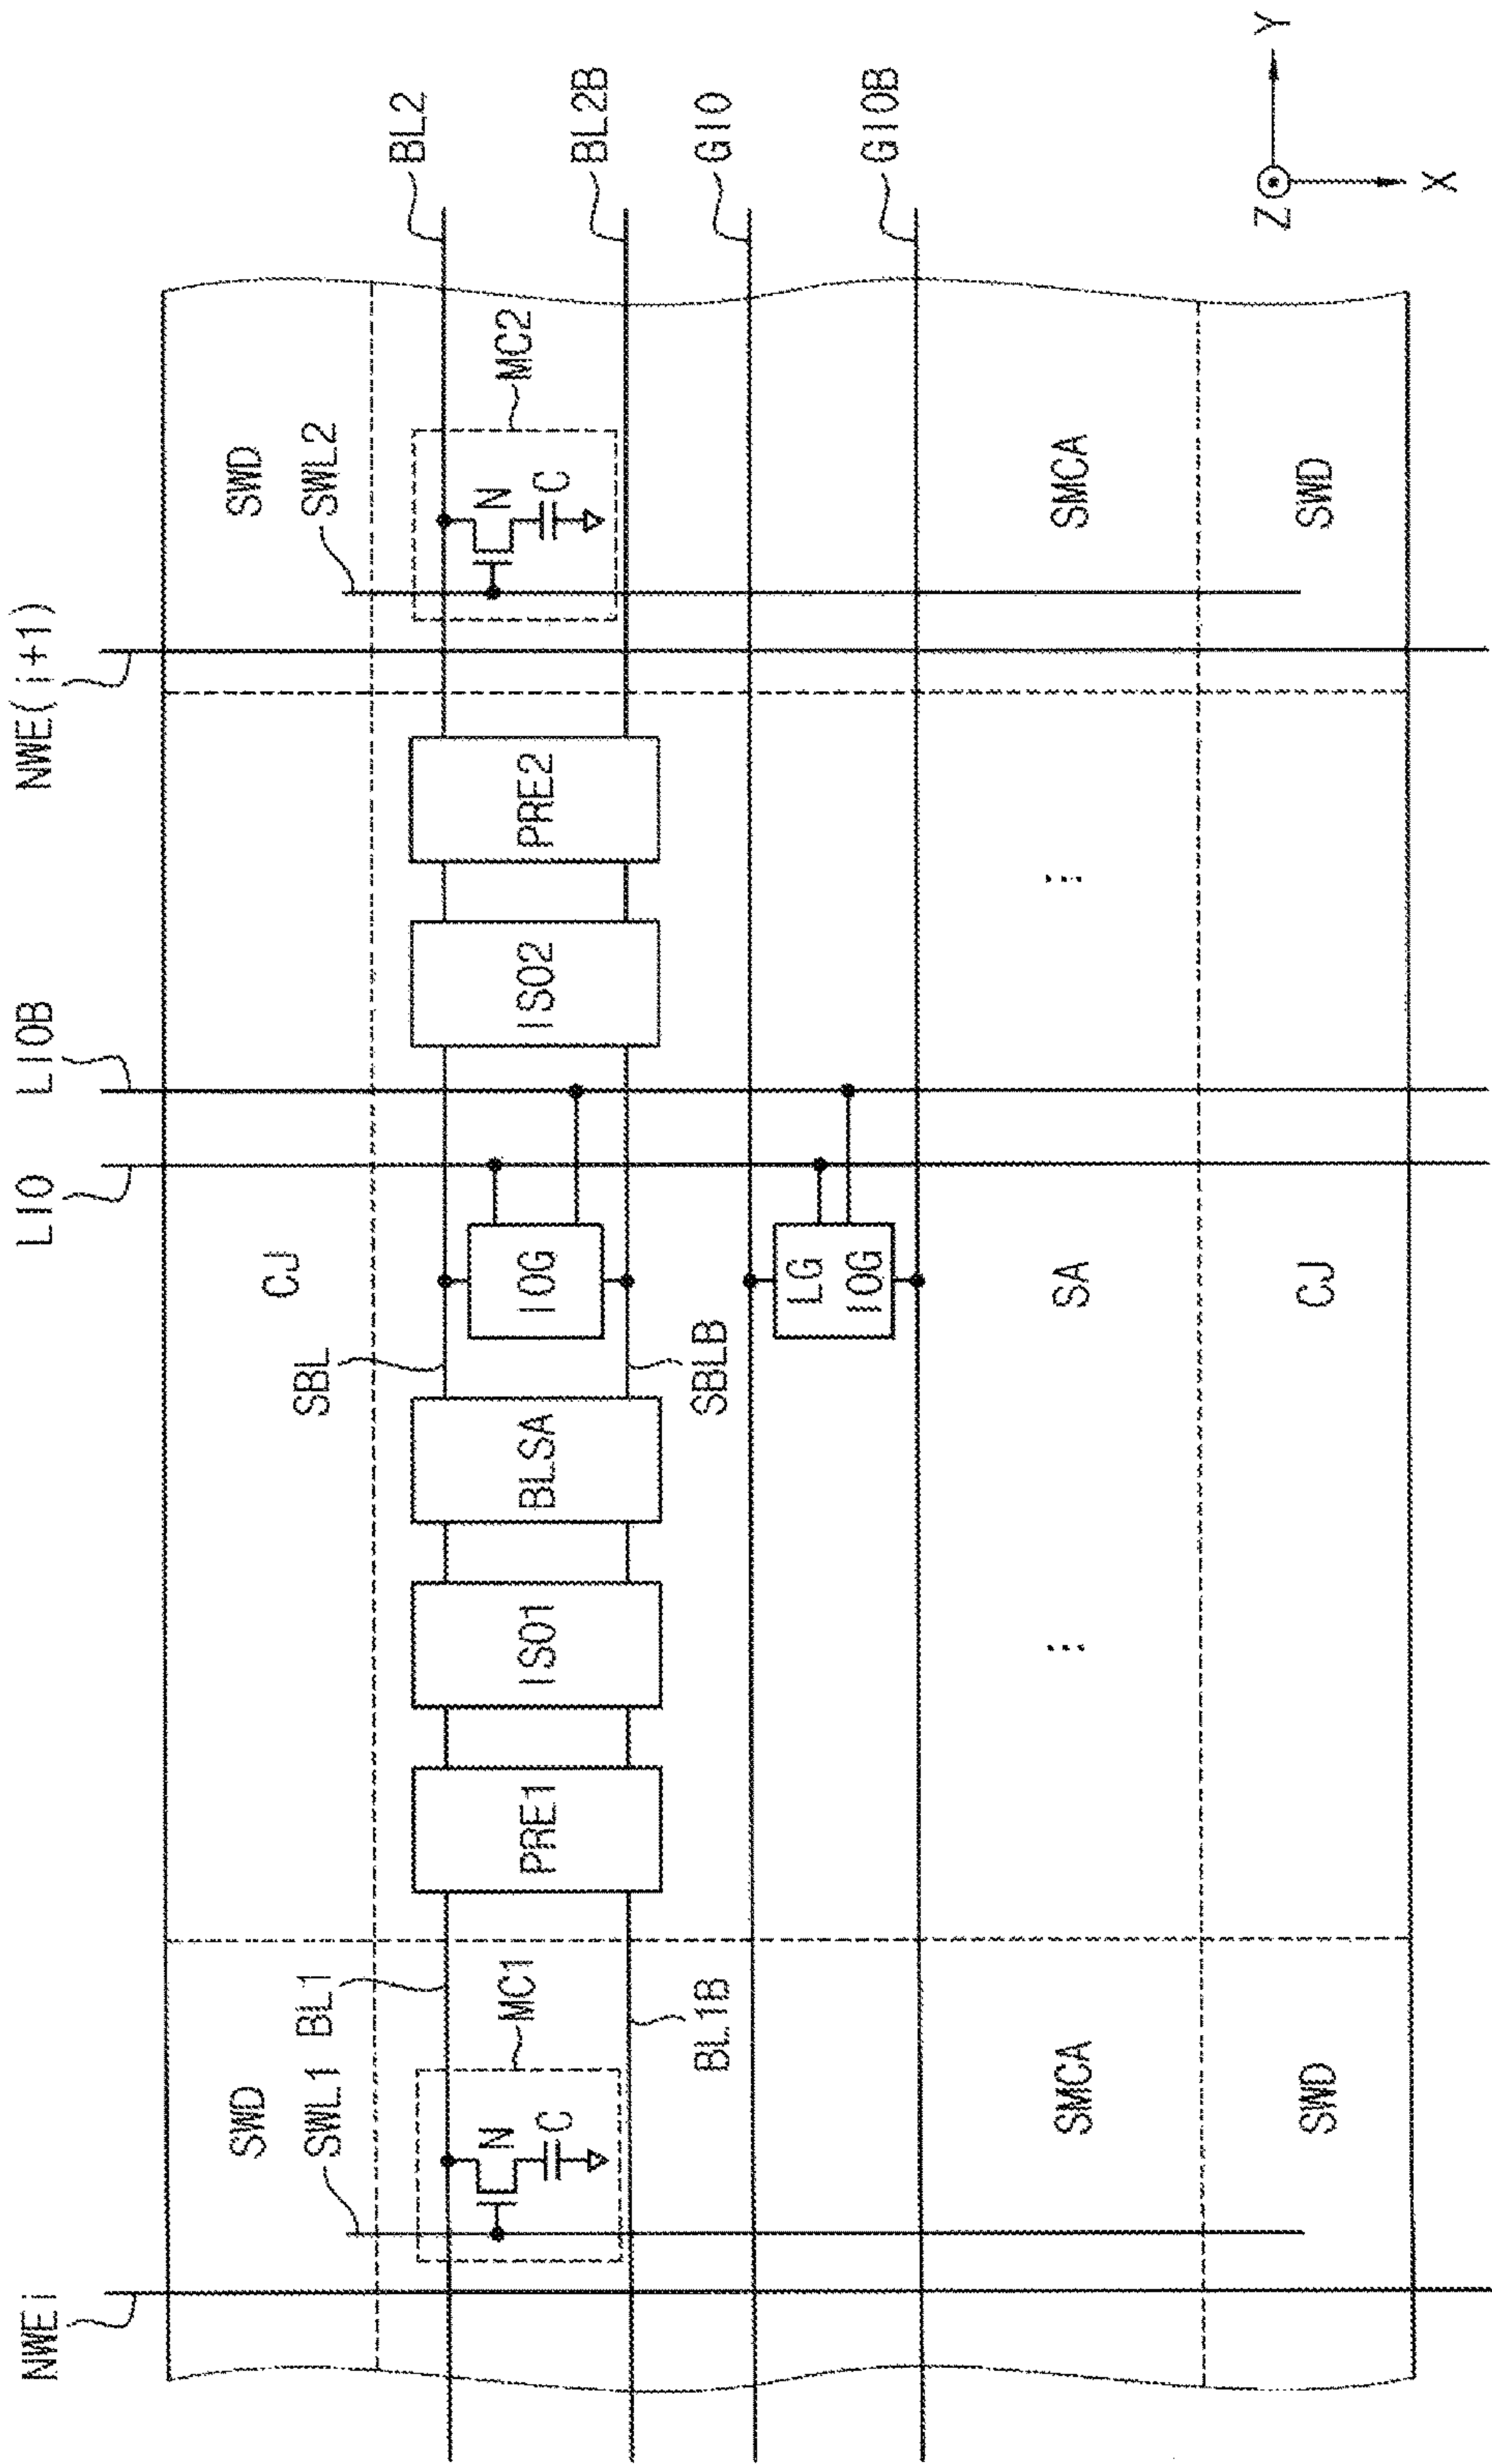 NWEi
LIO
LIOB
NWE(i+1)
SWD
CJ
SWD
SWL1
BL1
SBL
SWL2
BL2
N
C
MC1
PRE1
ISO1
BLSA
IOG
ISO2
PRE2
N
C
MC2
BL2B
BL1B
SBLB
GIO
LG
IOG
GIOB
SMCA
SA
SMCA
SWD
CJ
SWD
Z
Y
X